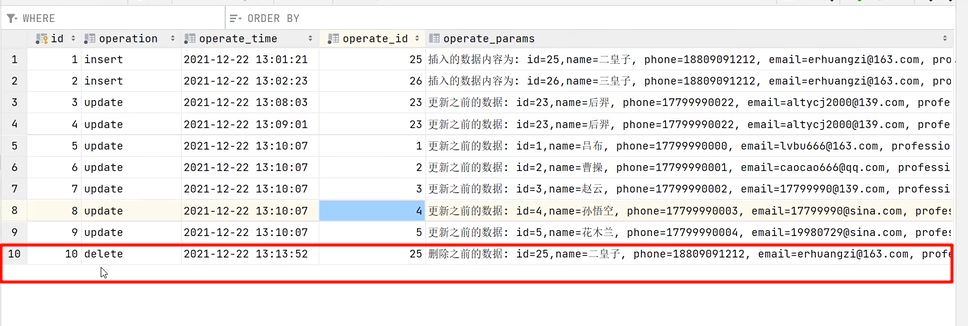 WHERE ORDER BY
id operation operate_time operate_id operate_params
1 1 insert 2021-12-22 13:01:21 25 插入的数据内容为: id=25,name=二皇子, phone=18809091212, email=erhuangzi@163.com, pro
2 2 insert 2021-12-22 13:02:23 26 插入的数据内容为: id=26,name=三皇子, phone=18809091212, email=erhuangzi@163.com, pro
3 3 update 2021-12-22 13:08:03 23 更新之前的数据: id=23,name=后羿, phone=17799990022, email=altycj2000@139.com, profe
4 4 update 2021-12-22 13:09:01 23 更新之前的数据: id=23,name=后羿, phone=17799990022, email=altycj2000@139.com, profe
5 5 update 2021-12-22 13:10:07 1 更新之前的数据: id=1,name=吕布, phone=17799990000, email=lvbu666@163.com, professio
6 6 update 2021-12-22 13:10:07 2 更新之前的数据: id=2,name=曹操, phone=17799990001, email=caocao666@qq.com, professi
7 7 update 2021-12-22 13:10:07 3 更新之前的数据: id=3,name=赵云, phone=17799990002, email=17799990@139.com, professi
8 8 update 2021-12-22 13:10:07 4 更新之前的数据: id=4,name=孙悟空, phone=17799990003, email=17799990@sina.com, profes
9 9 update 2021-12-22 13:10:07 5 更新之前的数据: id=5,name=花木兰, phone=17799990004, email=19980729@sina.com, profes
10 10 delete 2021-12-22 13:13:52 25 删除之前的数据: id=25,name=二皇子, phone=18809091212, email=erhuangzi@163.com, profe